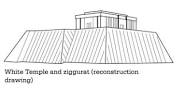 White Temple and ziggurat (reconstruction
drawing)